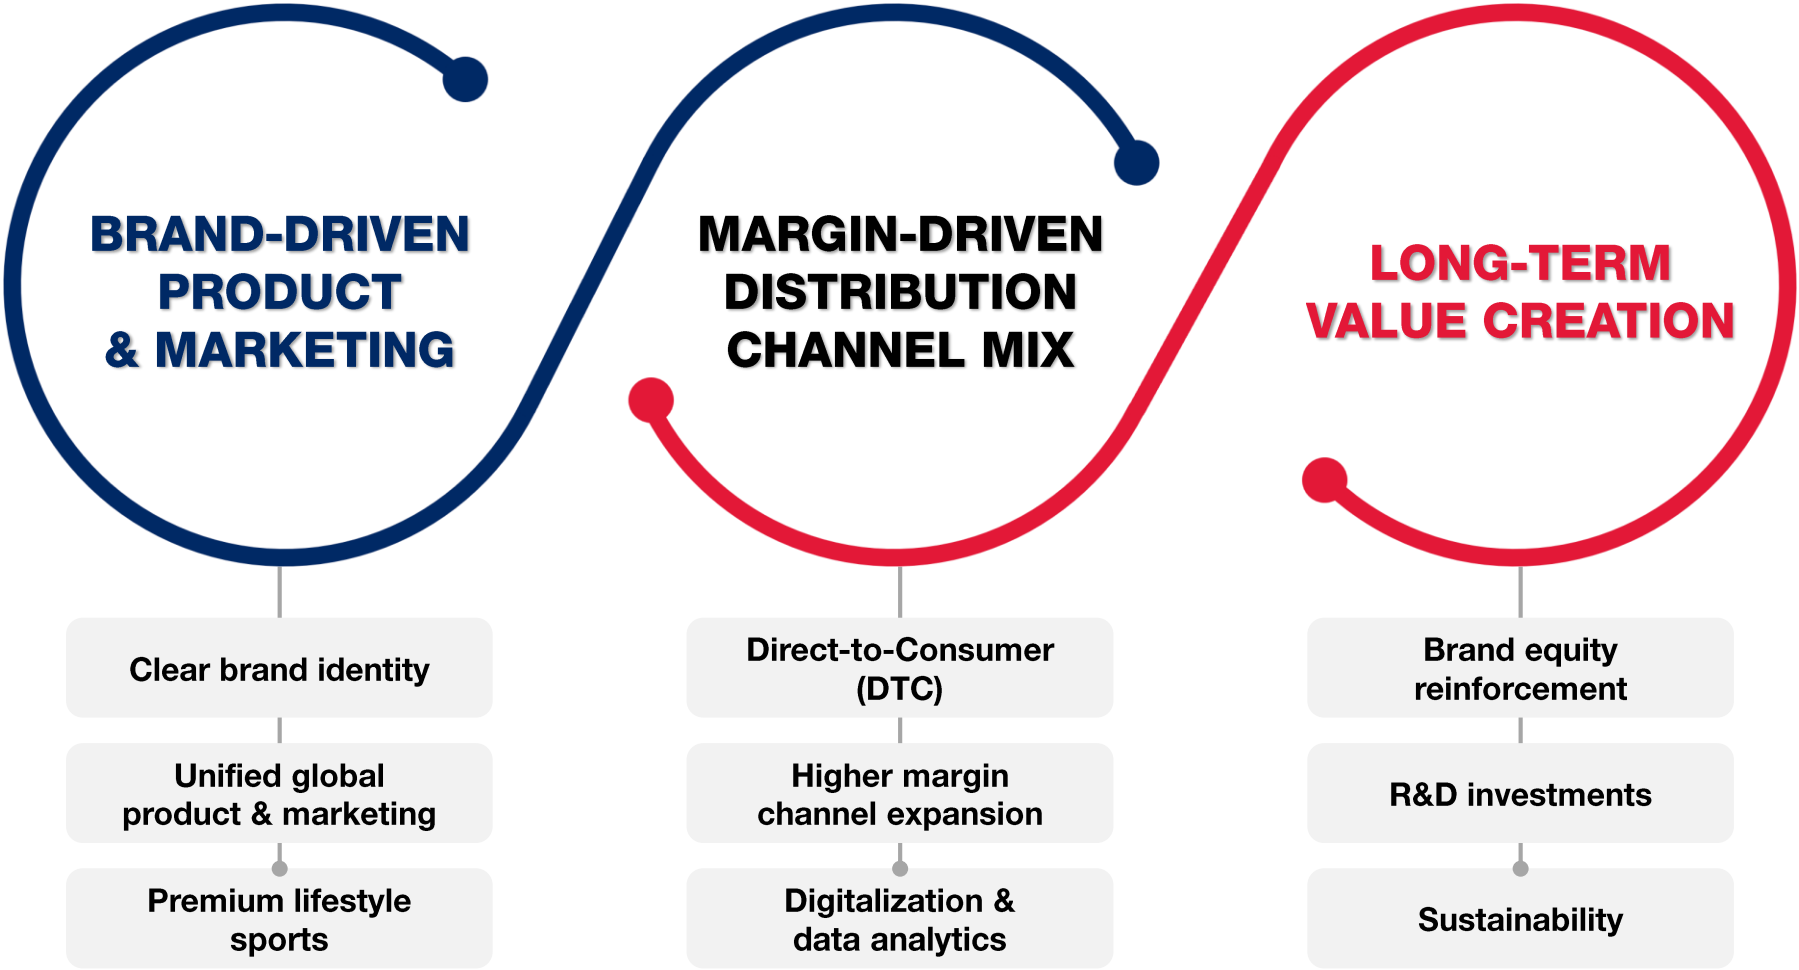 BRAND-DRIVEN
PRODUCT
& MARKETING
MARGIN-DRIVEN
DISTRIBUTION
CHANNEL MIX
LONG-TERM
VALUE CREATION
Clear brand identity
Unified global
product & marketing
Premium lifestyle
sports
Direct-to-Consumer
(DTC)
Higher margin
channel expansion
Digitalization &
data analytics
Brand equity
reinforcement
R&D investments
Sustainability